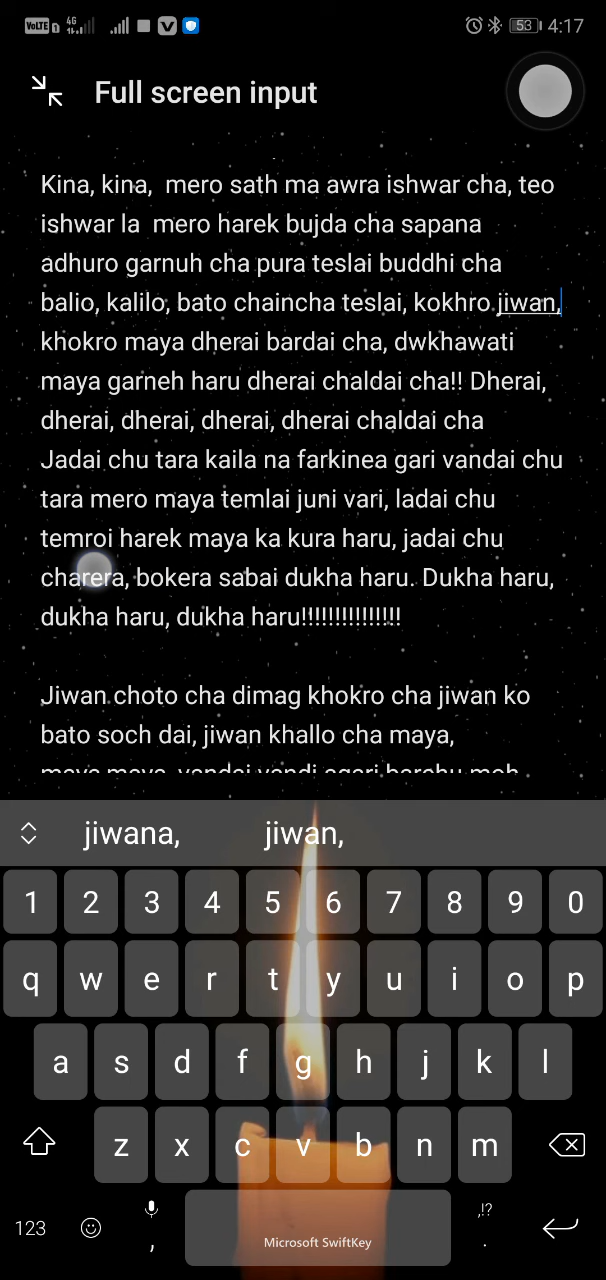 VoLTE 4G 53 4:17
Full screen input
Kina, kina, mero sath ma awra ishwar cha, teo
ishwar la mero harek bujda cha sapana
adhuro garnuh cha pura teslai buddhi cha
balio, kalilo, bato chaincha teslai, kokhro.jiwan,
khokro maya dherai bardai cha, dwkhawati
maya garneh haru dherai chaldai cha!! Dherai,
dherai, dherai, dherai, dherai chaldai cha
Jadai chu tara kaila na farkinea gari vandai chu
tara mero maya temlai juni vari, ladai chu
temroi harek maya ka kura haru, jadai chu
charera, bokera sabai dukha haru. Dukha haru,
dukha haru, dukha haru!!!!!!!!!!!!!!!
Jiwan choto cha dimag khokro cha jiwan ko
bato soch dai, jiwan khallo cha maya,
jiwana, jiwan,
1 2 3 4 5 6 7 8 9 0
q w e r t y u i o p
a s d f g h j k l
z x c v b n m
123 , Microsoft SwiftKey ,!? .